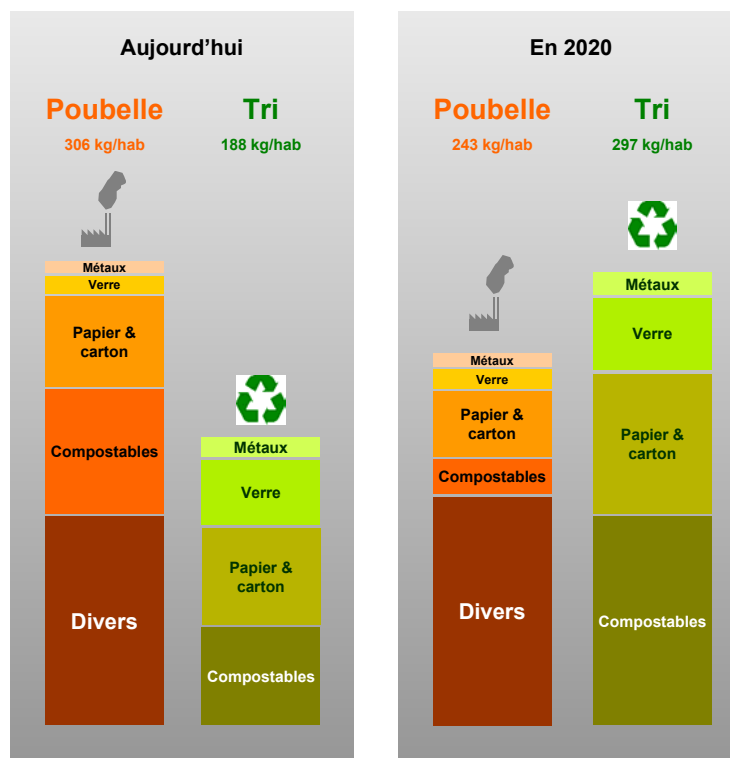 Aujourd'hui
Poubelle
306 kg/hab
Métaux
Verre
Papier &
carton
Compostables
Divers
Tri
188 kg/hab
Métaux
Verre
Papier &
carton
Compostables
En 2020
Poubelle
243 kg/hab
Métaux
Verre
Papier &
carton
Compostables
Divers
Tri
297 kg/hab
Métaux
Verre
Papier &
carton
Compostables